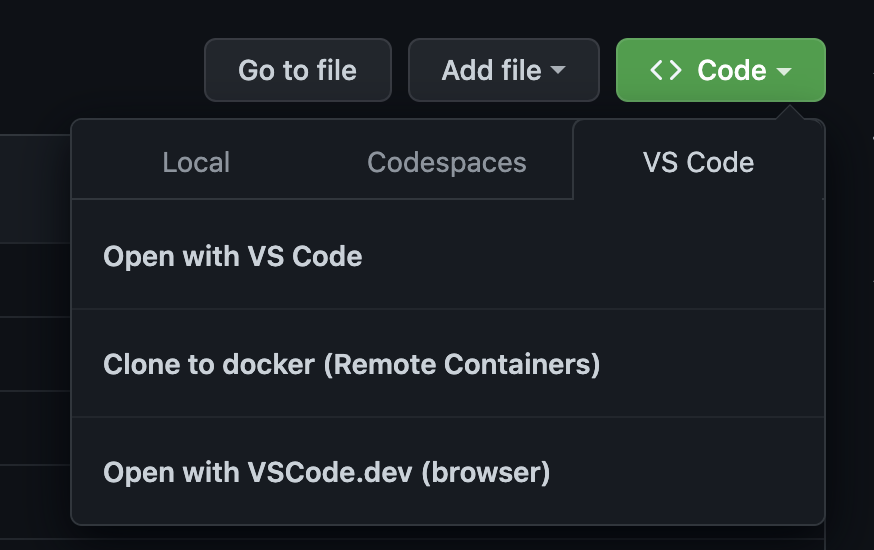 Go to file
Add file
<> Code
Local
Codespaces
VS Code
Open with VS Code
Clone to docker (Remote Containers)
Open with VSCode.dev (browser)